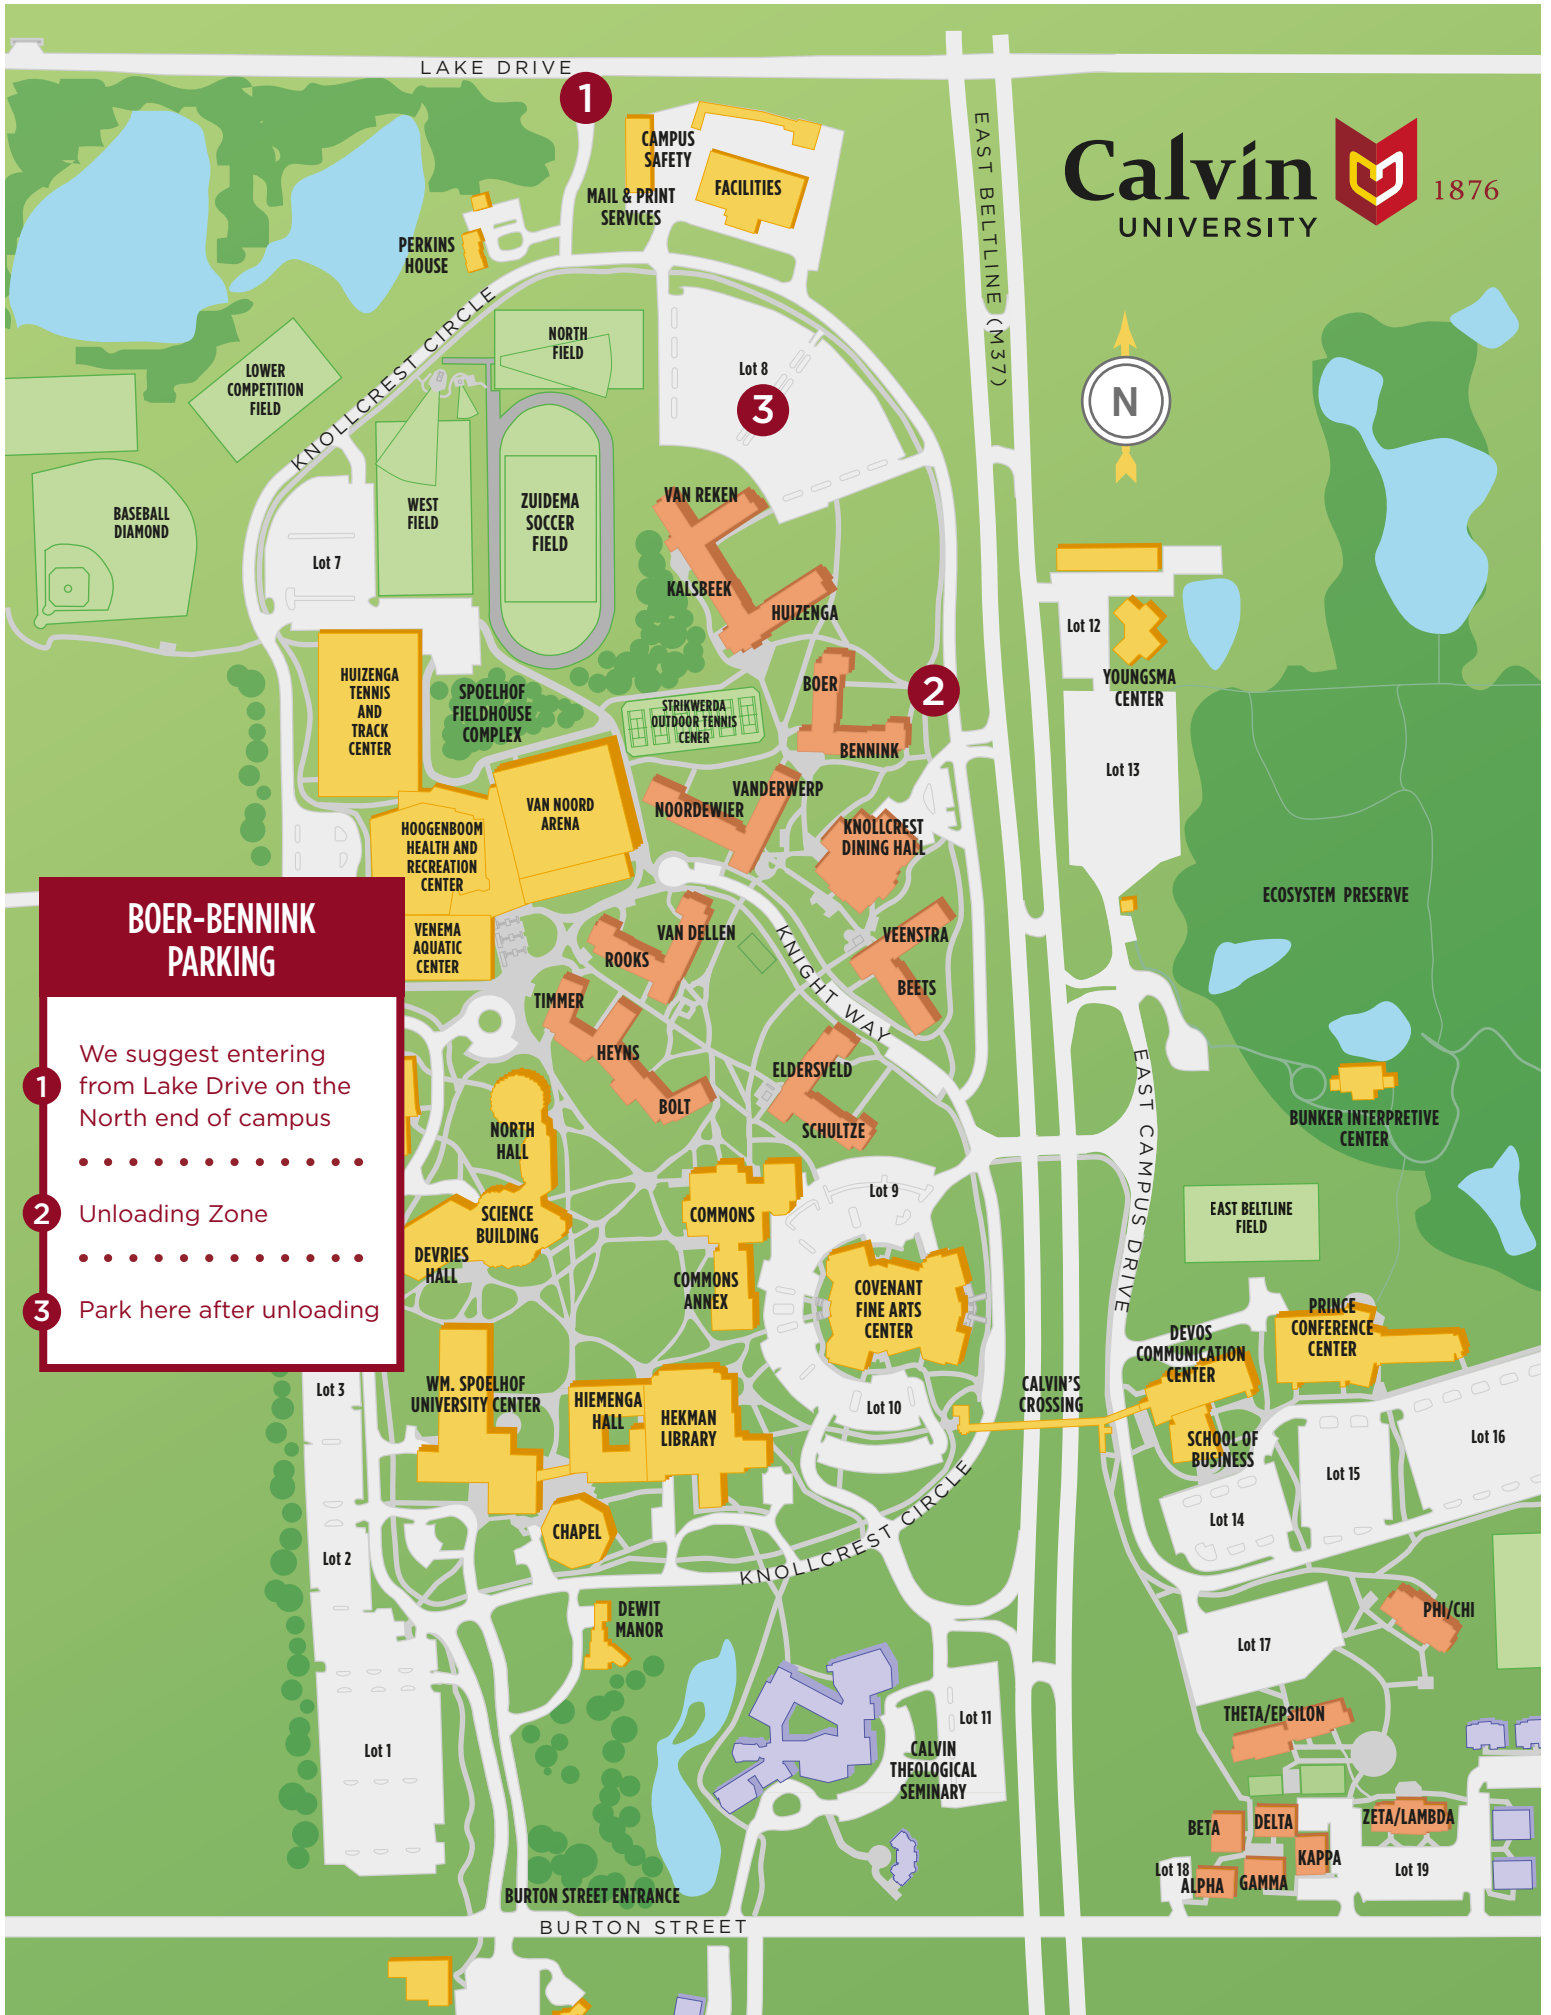 LAKE DRIVE
1
CAMPUS
SAFETY
FACILITIES
MAIL & PRINT
SERVICES
PERKINS
HOUSE
EAST BELTLINE (M37)
Calvin
UNIVERSITY
1876
KNOLLCREST CIRCLE
NORTH
FIELD
LOWER
COMPETITION
FIELD
Lot 8
3
N
BASEBALL
DIAMOND
WEST
FIELD
ZUIDEMA
SOCCER
FIELD
VAN REKEN
Lot 7
KALSBEEK
HUIZENGA
Lot 12
YOUNGSMA
CENTER
HUIZENGA
TENNIS
AND
TRACK
CENTER
SPOELHOF
FIELDHOUSE
COMPLEX
STRIKWERDA
OUTDOOR TENNIS
CENER
BOER
2
BENNINK
Lot 13
VAN NOORD
ARENA
NOORDEWIER
VANDERWERP
KNOLLCREST
DINING HALL
HOOGENBOOM
HEALTH AND
RECREATION
CENTER
ECOSYSTEM PRESERVE
BOER-BENNINK
PARKING
1
We suggest entering
from Lake Drive on the
North end of campus
2
Unloading Zone
3
Park here after unloading
VENEMA
AQUATIC
CENTER
ROOKS
VAN DELLEN
KNIGHT WAY
VEENSTRA
BEETS
TIMMER
HEYNS
BOLT
ELDERSVELD
SCHULTZE
EAST CAMPUS DRIVE
BUNKER INTERPRETIVE
CENTER
NORTH
HALL
SCIENCE
BUILDING
DEVRIES
HALL
COMMONS
COMMONS
ANNEX
Lot 9
COVENANT
FINE ARTS
CENTER
EAST BELTLINE
FIELD
PRINCE
CONFERENCE
CENTER
DEVOS
COMMUNICATION
CENTER
Lot 3
WM. SPOELHOF
UNIVERSITY CENTER
HIEMENGA
HALL
HEKMAN
LIBRARY
Lot 10
CALVIN'S
CROSSING
SCHOOL OF
BUSINESS
Lot 16
Lot 15
Lot 14
CHAPEL
KNOLLCREST CIRCLE
Lot 2
DEWIT
MANOR
PHI/CHI
Lot 17
THETA/EPSILON
Lot 11
CALVIN
THEOLOGICAL
SEMINARY
Lot 1
BETA
DELTA
ZETA/LAMBDA
KAPPA
Lot 18
ALPHA
GAMMA
Lot 19
BURTON STREET ENTRANCE
BURTON STREET